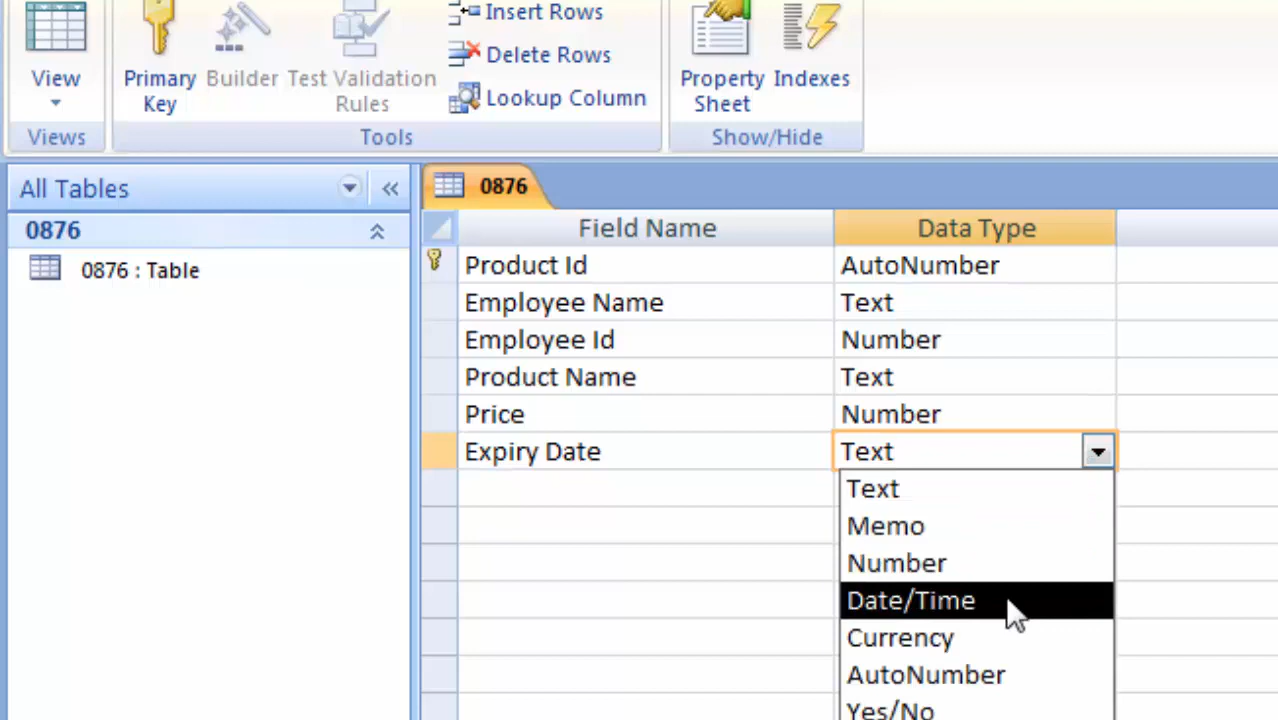 Insert Rows
Delete Rows
Lookup Column
View
Primary Key
Builder
Test Validation Rules
Property Sheet
Indexes
Views
Tools
Show/Hide
All Tables
0876
0876
0876 : Table
Field Name Data Type
Product Id AutoNumber
Employee Name Text
Employee Id Number
Product Name Text
Price Number
Expiry Date Text
Text
Memo
Number
Date/Time
Currency
AutoNumber
Yes/No